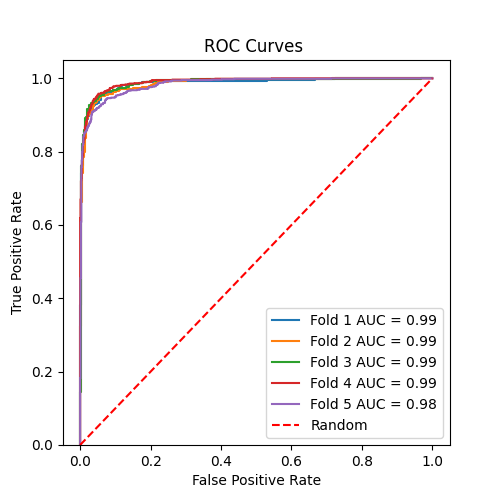 ROC Curves
True Positive Rate
1.0
0.8
0.6
0.4
0.2
0.0
0.0 0.2 0.4 0.6 0.8 1.0
False Positive Rate
Fold 1 AUC = 0.99
Fold 2 AUC = 0.99
Fold 3 AUC = 0.99
Fold 4 AUC = 0.99
Fold 5 AUC = 0.98
Random